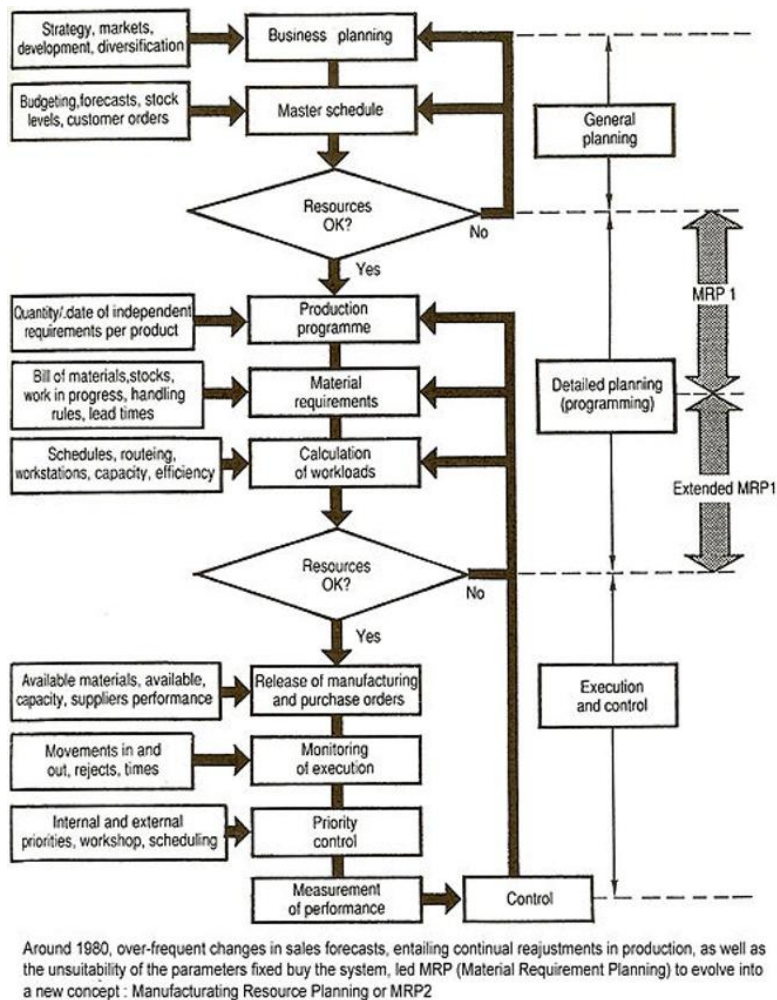 Strategy, markets,
development, diversification
Business planning
Budgeting,forecasts, stock
levels, customer orders
Master schedule
General
planning
Resources
OK?
No
Yes
MRP 1
Quantity/.date of independent
requirements per product
Production
programme
Bill of materials,stocks,
work in progress, handling
rules, lead times
Material
requirements
Detailed planning
(programming)
Schedules, routeing,
workstations, capacity, efficiency
Calculation
of workloads
Extended MRP1
Resources
OK?
No
Yes
Available materials, available,
capacity, suppliers performance
Release of manufacturing
and purchase orders
Execution
and control
Movements in and
out, rejects, times
Monitoring
of execution
Internal and external
priorities, workshop, scheduling
Priority
control
Measurement
of performance
Control
Around 1980, over-frequent changes in sales forecasts, entailing continual reajustments in production, as well as
the unsuitability of the parameters fixed buy the system, led MRP (Material Requirement Planning) to evolve into
a new concept : Manufacturating Resource Planning or MRP2